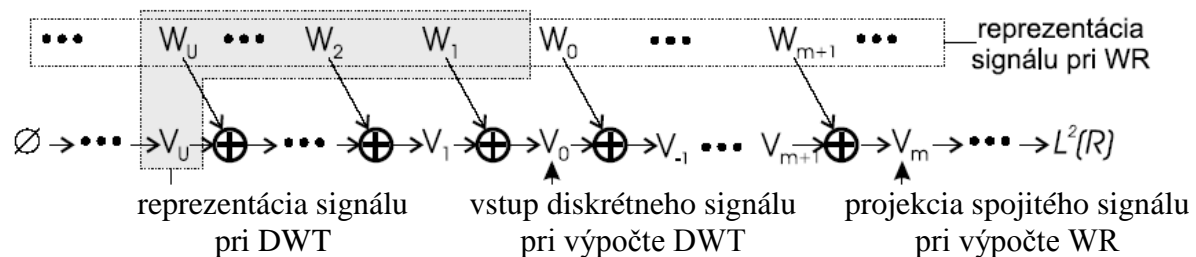 ••• W_U ••• W_2 W_1 W_0 ••• W_{m+1} •••
reprezentácia
signálu pri WR
∅ → ••• → V_U → ⊕ → ••• → ⊕ → V_1 → ⊕ → V_0 → ⊕ → V_{-1} ••• V_{m+1} → ⊕ → V_m → ••• → L²(R)
reprezentácia signálu
pri DWT
vstup diskrétneho signálu
pri výpočte DWT
projekcia spojitého signálu
pri výpočte WR